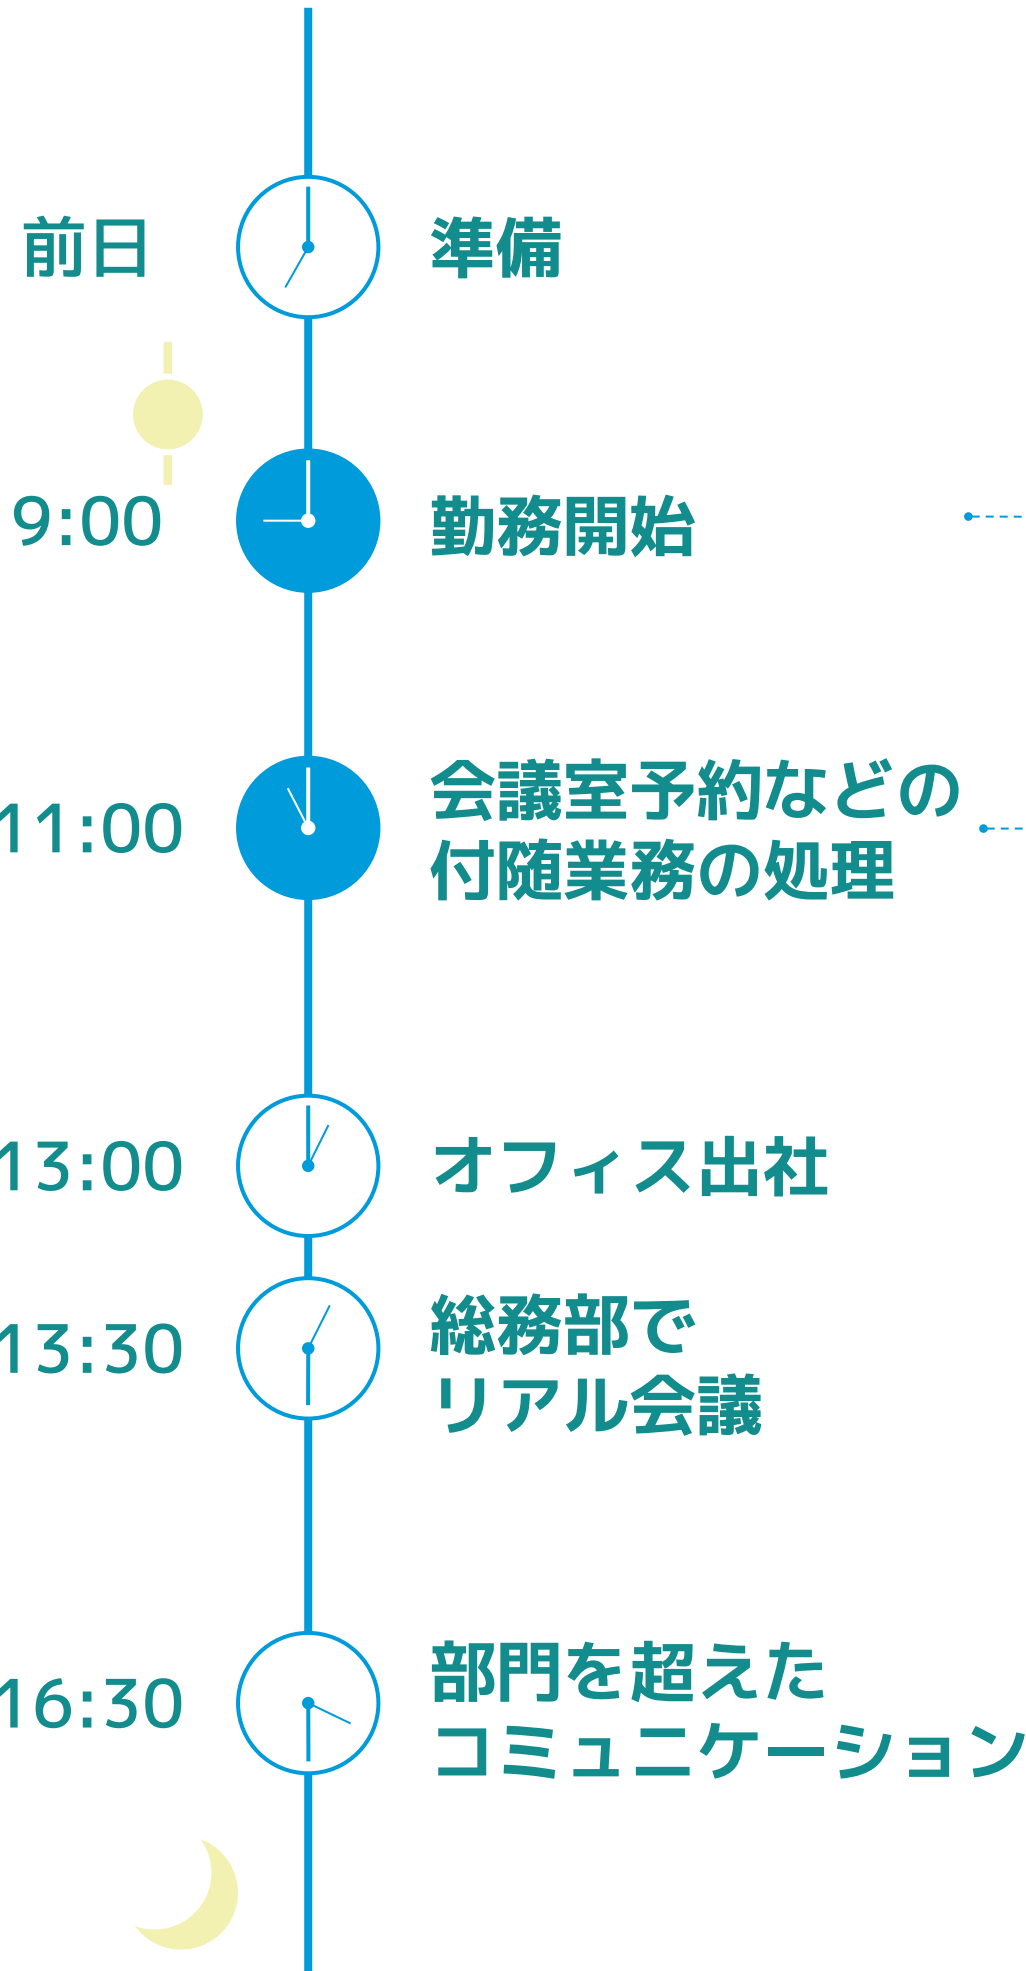 前日
準備
9:00
勤務開始
11:00
会議室予約などの
付随業務の処理
13:00
オフィス出社
13:30
総務部で
リアル会議
16:30
部門を超えた
コミュニケーション